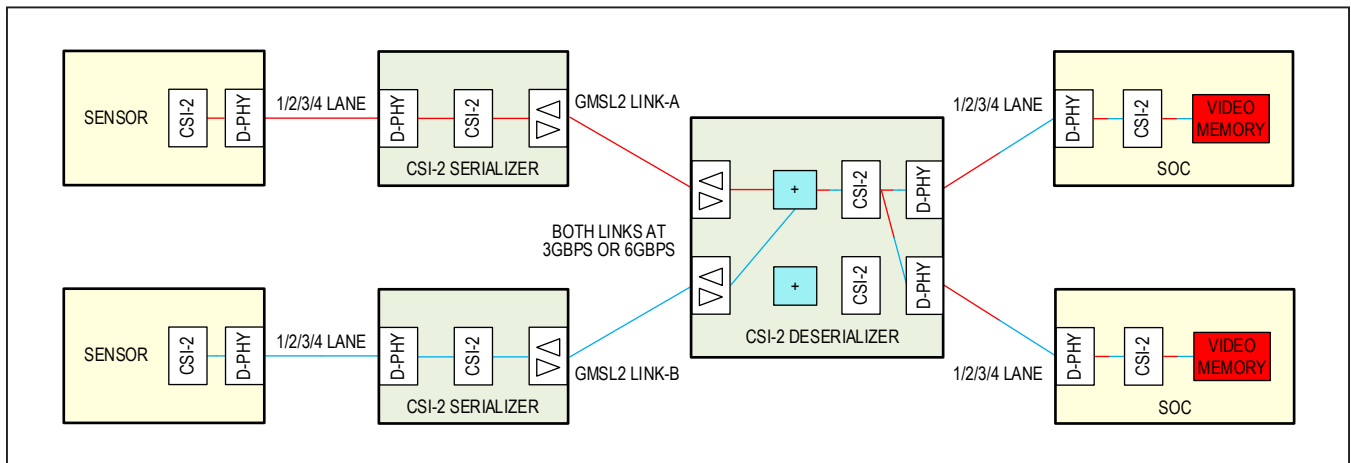 SENSOR
CSI-2
D-PHY
1/2/3/4 LANE
D-PHY
CSI-2
CSI-2 SERIALIZER
GMSL2 LINK-A
SENSOR
CSI-2
D-PHY
1/2/3/4 LANE
D-PHY
CSI-2
CSI-2 SERIALIZER
GMSL2 LINK-B
BOTH LINKS AT
3GBPS OR 6GBPS
+
CSI-2
D-PHY
+
CSI-2
D-PHY
CSI-2 DESERIALIZER
1/2/3/4 LANE
D-PHY
CSI-2
VIDEO
MEMORY
SOC
1/2/3/4 LANE
D-PHY
CSI-2
VIDEO
MEMORY
SOC